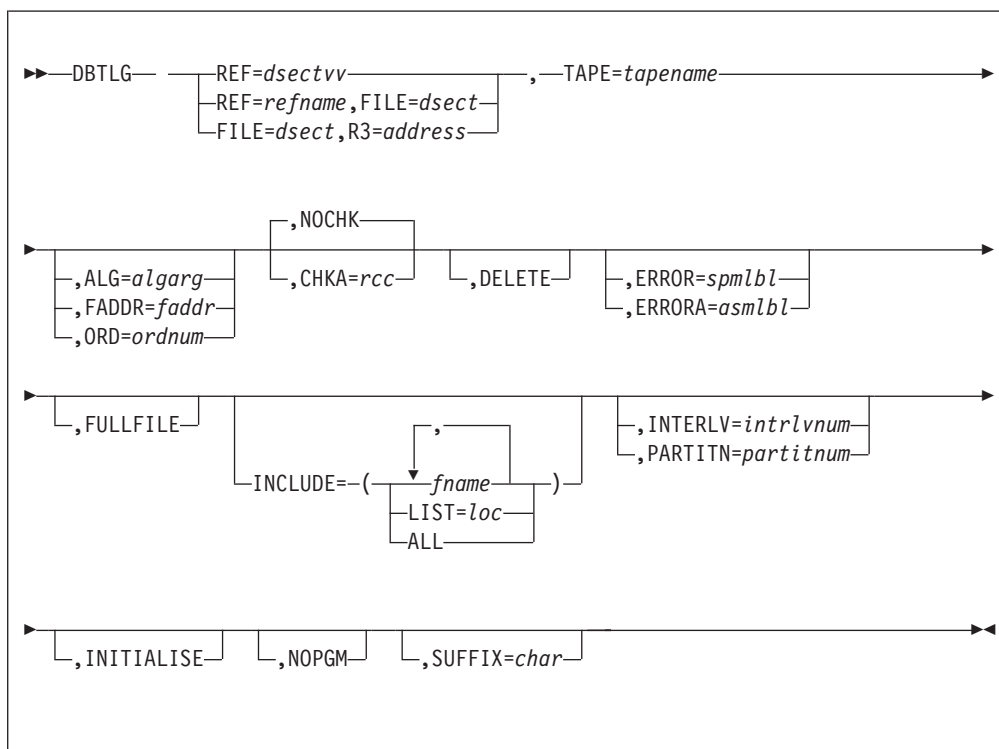 DBTLG REF=dsectvv , TAPE=tapename
REF=refname,FILE=dsect
FILE=dsect,R3=address
,NOCHK
,ALG=algarg ,CHKA=rcc ,DELETE ,ERROR=spmlbl
,FADDR=faddr ,ERRORA=asmlbl
,ORD=ordnum
,FULLFILE , ,INTERLV=intrlvnum
INCLUDE=( fname ) ,PARTITN=partitnum
LIST=loc
ALL
,INITIALISE ,NOPGM ,SUFFIX=char